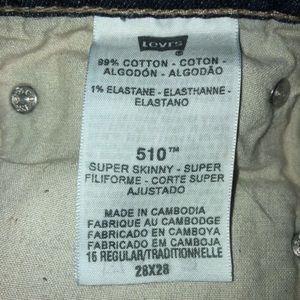 Levi's
99% COTTON - COTON -
ALGODÓN - ALGODÃO
1% ELASTANE - ELASTHANNE -
ELASTANO
510™
SUPER SKINNY - SUPER
FILIFORME - CORTE SUPER
AJUSTADO
MADE IN CAMBODIA
FABRIQUE AU CAMBODGE
FABRICADO EN CAMBOYA
FABRICADO EM CAMBOJA
16 REGULAR/TRADITIONNELLE
28X28